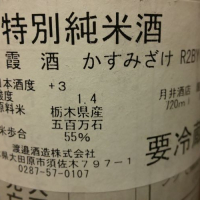 特別純米酒
霞酒 かすみざけ R2BY
日本酒度 +3
酸度 1.4
原料米 栃木県産
五百万石
精米歩合 55%
月井酒店
720ml
要冷蔵
渡邉酒造株式会社
栃木県大田原市須佐木797-1
0287-57-0107